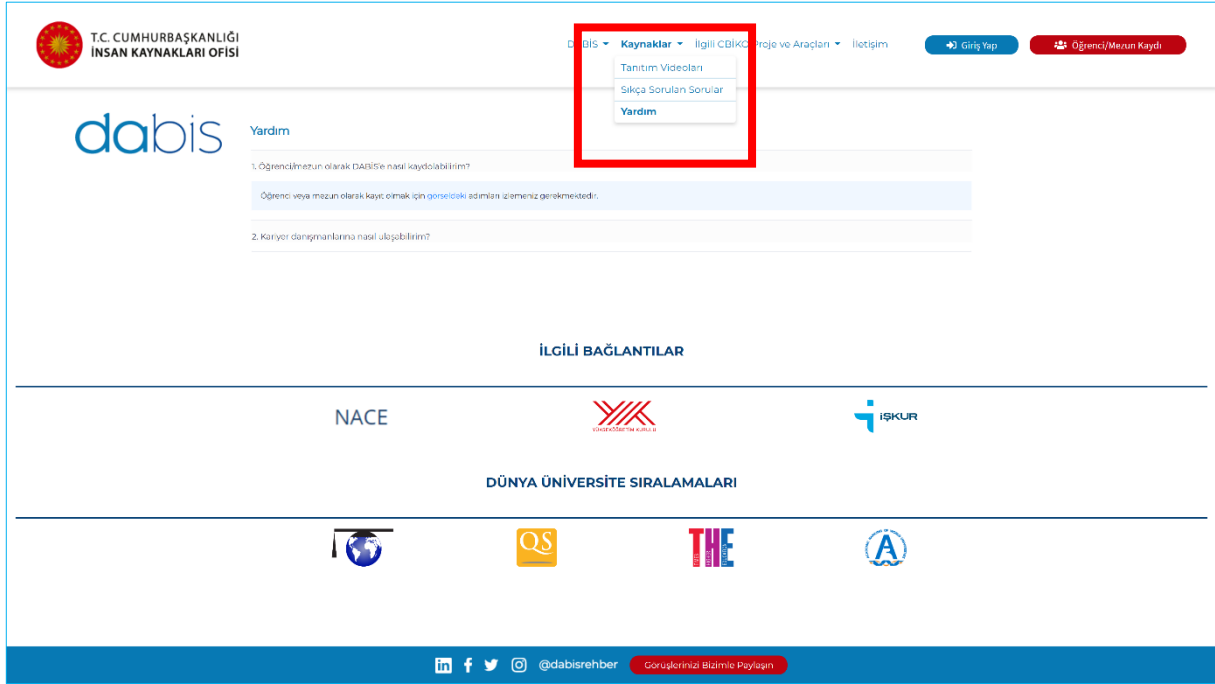 T.C. CUMHURBAŞKANLIĞI
İNSAN KAYNAKLARI OFİSİ
DABİS Kaynaklar İlgili CBİKO Proje ve Araçları İletişim Giriş Yap Öğrenci/Mezun Kaydı
Tanıtım Videoları
Sıkça Sorulan Sorular
Yardım
dabis
Yardım
1. Öğrenci/mezun olarak DABİS'e nasıl kaydolabilirim?
Öğrenci veya mezun olarak kayıt olmak için görseldeki adımları izlemeniz gerekmektedir.
2. Kariyer danışmanlarına nasıl ulaşabilirim?
İLGİLİ BAĞLANTILAR
NACE
YÜKSEKÖĞRETİM KURULU
İŞKUR
DÜNYA ÜNİVERSİTE SIRALAMALARI
QS
THE
A
@dabisrehber Görüşlerinizi Bizimle Paylaşın